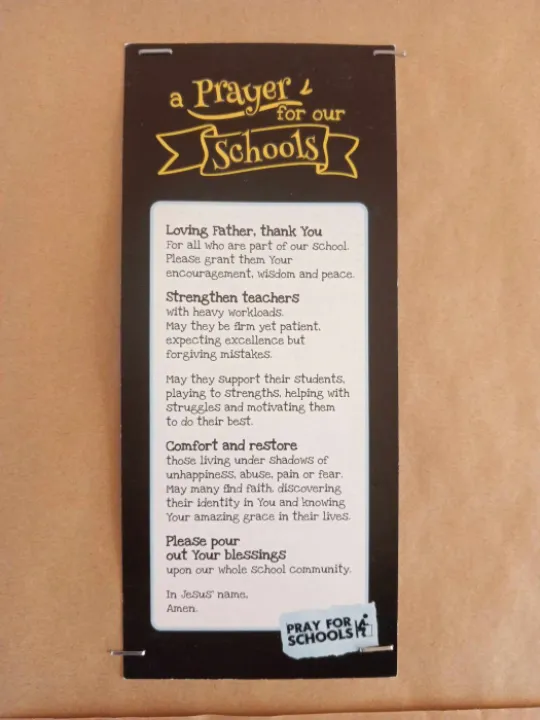 a Prayer
for our
Schools
Loving Father, thank You
For all who are part of our school.
Please grant them Your
encouragement, wisdom and peace.
Strengthen teachers
with heavy workloads.
May they be firm yet patient,
expecting excellence but
forgiving mistakes.
May they support their students,
playing to strengths, helping with
struggles and motivating them
to do their best.
Comfort and restore
those living under shadows of
unhappiness, abuse, pain or fear.
May many find faith, discovering
their identity in You and knowing
Your amazing grace in their lives.
Please pour
out Your blessings
upon our whole school community.
In Jesus' name,
Amen.
PRAY FOR
SCHOOLS